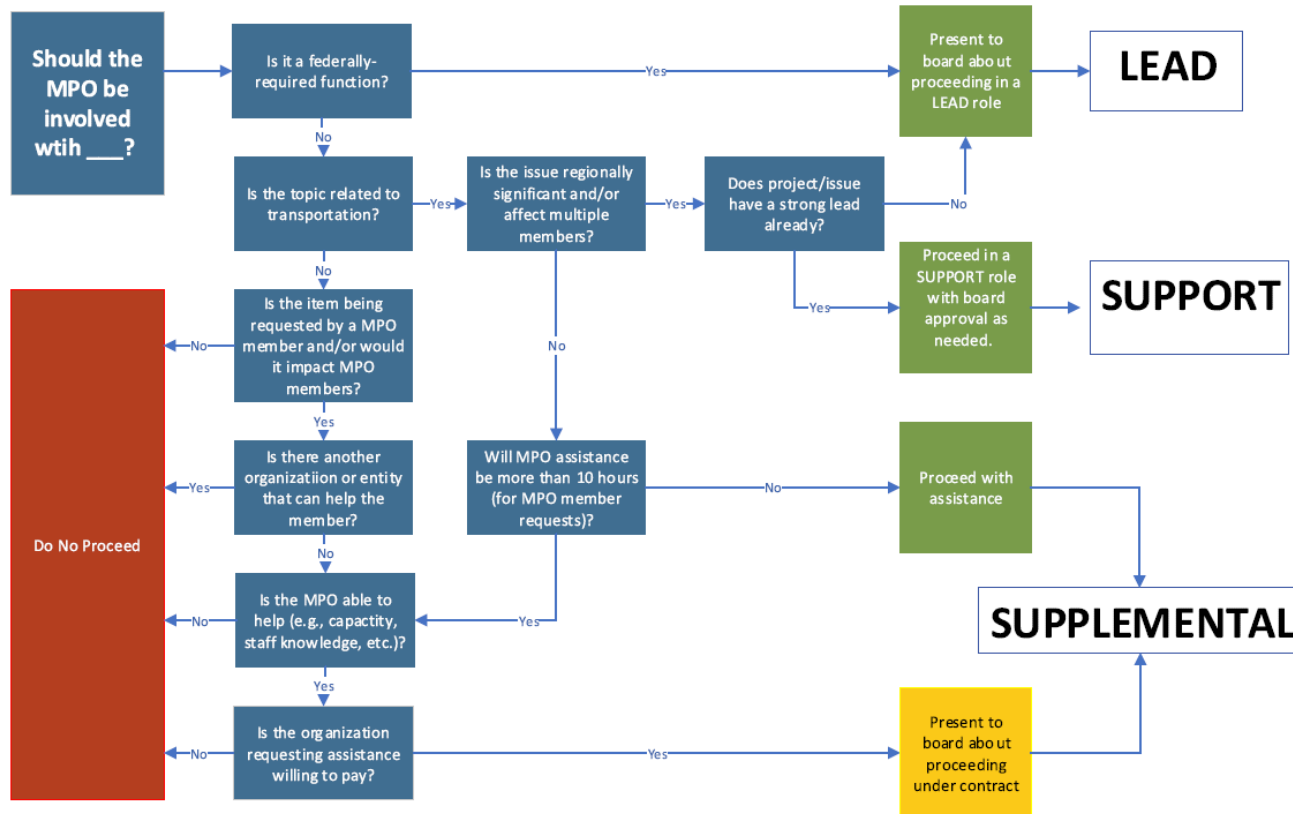 Should the
MPO be
involved
wtih ___?
Is it a federally-
required function?
Yes
Present to
board about
proceeding in a
LEAD role
LEAD
No
Is the topic related to
transportation?
Yes
Is the issue regionally
significant and/or
affect multiple
members?
Yes
Does project/issue
have a strong lead
already?
No
Yes
Proceed in a
SUPPORT role
with board
approval as
needed.
SUPPORT
No
Is the item being
requested by a MPO
member and/or would
it impact MPO
members?
No
No
Yes
Is there another
organizatiion or entity
that can help the
member?
Yes
Will MPO assistance
be more than 10 hours
(for MPO member
requests)?
No
Proceed with
assistance
Do No Proceed
No
Is the MPO able to
help (e.g., capactity,
staff knowledge, etc.)?
No
Yes
SUPPLEMENTAL
Yes
Is the organization
requesting assistance
willing to pay?
No
Yes
Present to
board about
proceeding
under contract